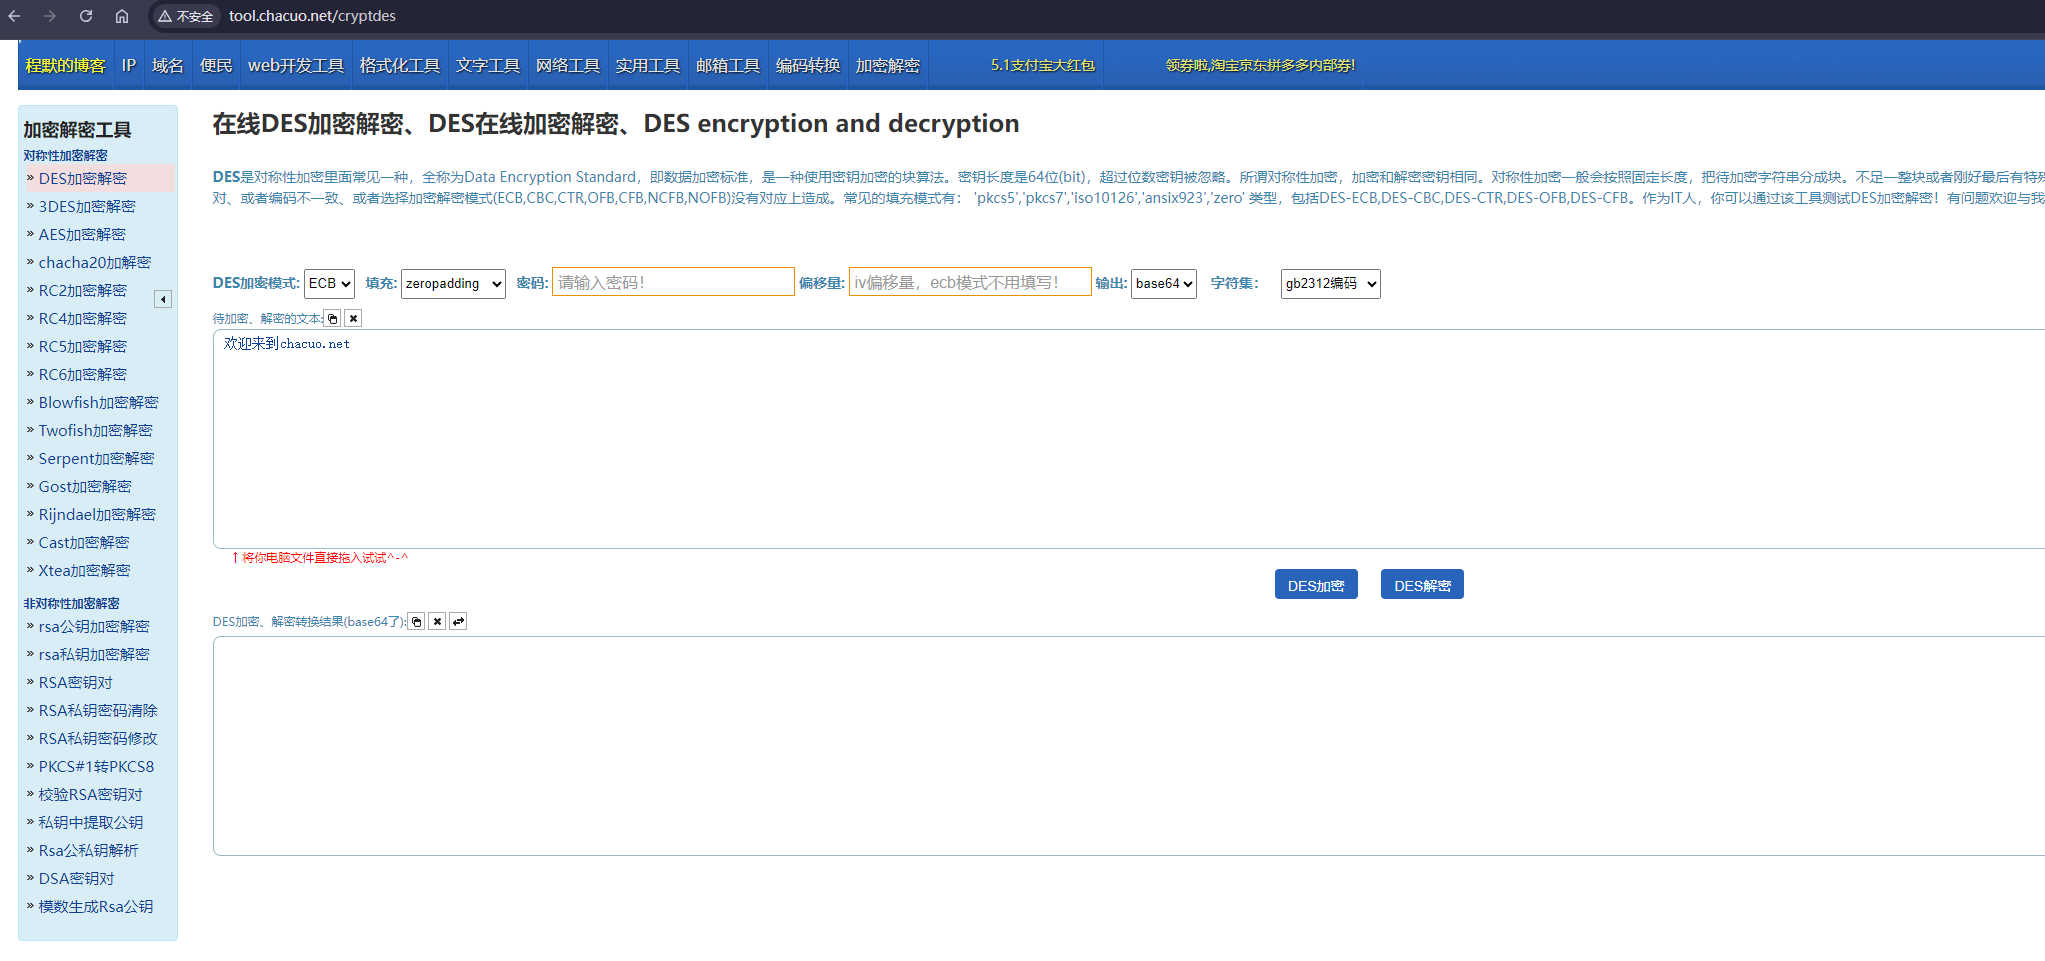 不安全 tool.chacuo.net/cryptdes
程默的博客 IP 域名 便民 web开发工具 格式化工具 文字工具 网络工具 实用工具 邮箱工具 编码转换 加密解密 5.1支付宝大红包 领券啦,淘宝京东拼多多内部券!
加密解密工具
对称性加密解密
» DES加密解密
» 3DES加密解密
» AES加密解密
» chacha20加解密
» RC2加密解密
» RC4加密解密
» RC5加密解密
» RC6加密解密
» Blowfish加密解密
» Twofish加密解密
» Serpent加密解密
» Gost加密解密
» Rijndael加密解密
» Cast加密解密
» Xtea加密解密
非对称性加密解密
» rsa公钥加密解密
» rsa私钥加密解密
» RSA密钥对
» RSA私钥密码清除
» RSA私钥密码修改
» PKCS#1转PKCS8
» 校验RSA密钥对
» 私钥中提取公钥
» Rsa公私钥解析
» DSA密钥对
» 模数生成Rsa公钥
在线DES加密解密、DES在线加密解密、DES encryption and decryption
DES是对称性加密里面常见一种，全称为Data Encryption Standard，即数据加密标准，是一种使用密钥加密的块算法。密钥长度是64位(bit)，超过位数密钥被忽略。所谓对称性加密，加密和解密密钥相同。对称性加密一般会按照固定长度，把待加密字符串分成块。不足一整块或者刚好最后有特殊
对、或者编码不一致、或者选择加密解密模式(ECB,CBC,CTR,OFB,CFB,NCFB,NOFB)没有对应上造成。常见的填充模式有： 'pkcs5','pkcs7','iso10126','ansix923','zero' 类型，包括DES-ECB,DES-CBC,DES-CTR,DES-OFB,DES-CFB。作为IT人，你可以通过该工具测试DES加密解密！有问题欢迎与我
DES加密模式: ECB 填充: zeropadding 密码: 请输入密码！ 偏移量: iv偏移量，ecb模式不用填写！ 输出: base64 字符集： gb2312编码
待加密、解密的文本:
欢迎来到chacuo.net
↑将你电脑文件直接拖入试试^-^
DES加密 DES解密
DES加密、解密转换结果(base64了):